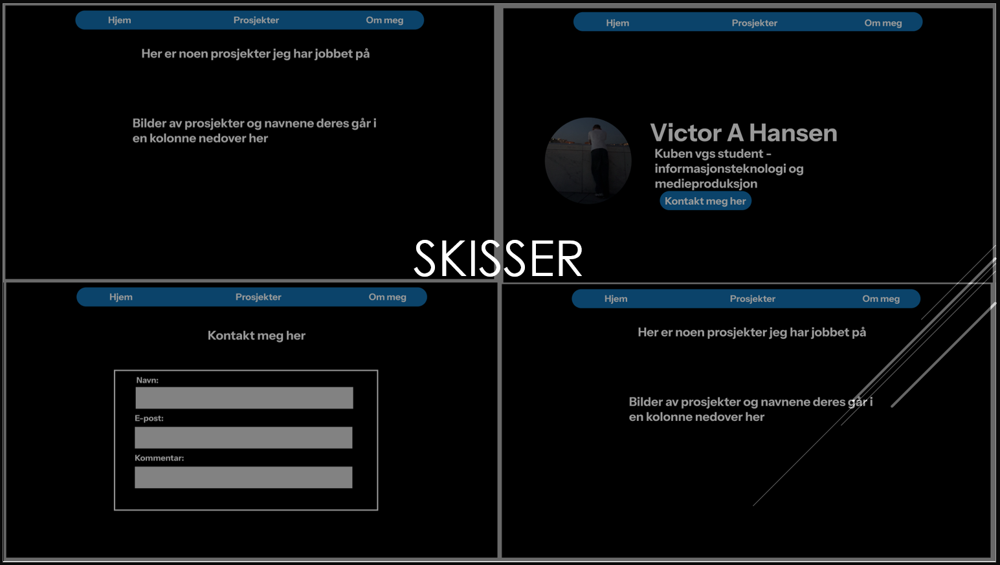 Hjem Prosjekter Om meg
Her er noen prosjekter jeg har jobbet på
Bilder av prosjekter og navnene deres går i
en kolonne nedover her
Hjem Prosjekter Om meg
Victor A Hansen
Kuben vgs student -
informasjonsteknologi og
medieproduksjon
Kontakt meg her
SKISSER
Hjem Prosjekter Om meg
Kontakt meg her
Navn:
E-post:
Kommentar:
Hjem Prosjekter Om meg
Her er noen prosjekter jeg har jobbet på
Bilder av prosjekter og navnene deres går i
en kolonne nedover her